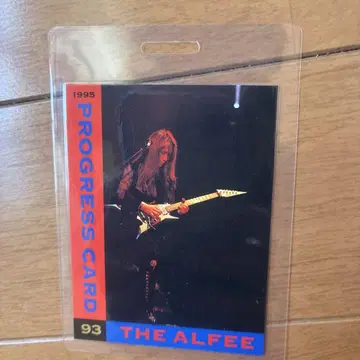 1995
PROGRESS CARD
93
THE ALFEE